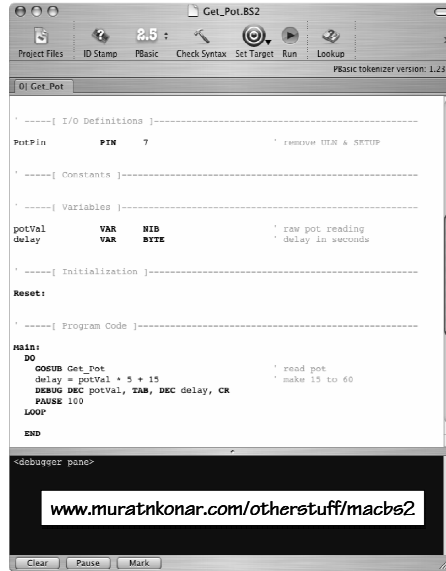 Get_Pot.BS2
2.5 :
Project Files ID Stamp PBasic Check Syntax Set Target Run Lookup
PBasic tokenizer version: 1.23
0| Get_Pot
' -----[ I/O Definitions ]-------------------------------------------------
PotPin PIN 7 ' remove ULN & SETUP
' -----[ Constants ]-------------------------------------------------------
' -----[ Variables ]-------------------------------------------------------
potVal VAR NIB ' raw pot reading
delay VAR BYTE ' delay in seconds
' -----[ Initialization ]--------------------------------------------------
Reset:
' -----[ Program Code ]----------------------------------------------------
Main:
DO
GOSUB Get_Pot ' read pot
delay = potVal * 5 + 15 ' make 15 to 60
DEBUG DEC potVal, TAB, DEC delay, CR
PAUSE 100
LOOP
END
<debugger pane>
www.muratnkonar.com/otherstuff/macbs2
Clear Pause Mark